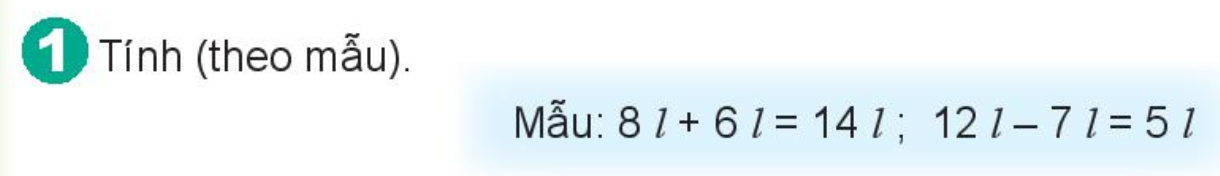 1 Tính (theo mẫu).
Mẫu: 8 l + 6 l = 14 l ; 12 l – 7 l = 5 l